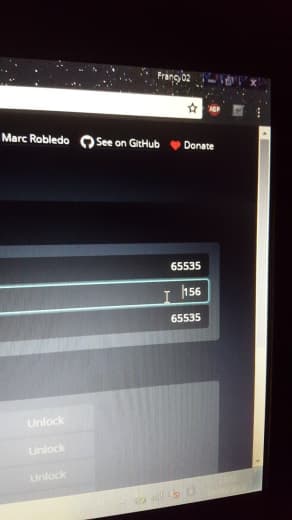 Francy02
ABP
Marc Robledo See on GitHub Donate
65535
156
65535
Unlock
Unlock
Unlock